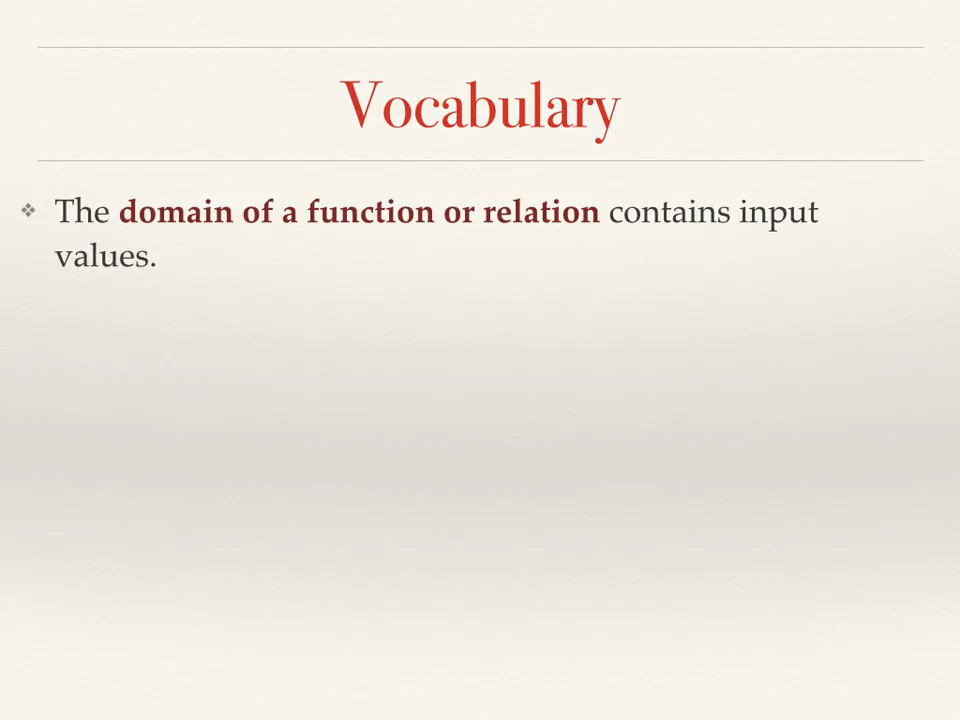 Vocabulary
❖ The domain of a function or relation contains input
values.